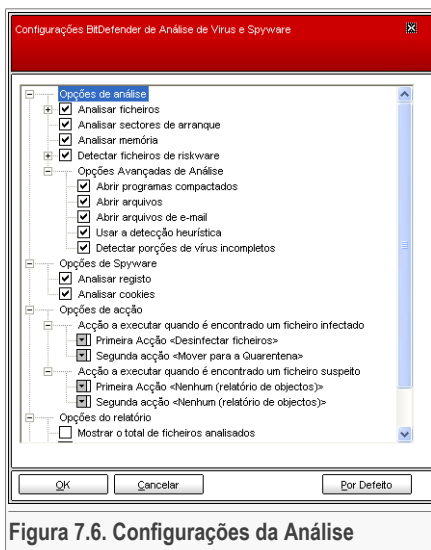 Configurações BitDefender de Análise de Virus e Spyware
Opções de análise
Analisar ficheiros
Analisar sectores de arranque
Analisar memória
Detectar ficheiros de riskware
Opções Avançadas de Análise
Abrir programas compactados
Abrir arquivos
Abrir arquivos de e-mail
Usar a detecção heurística
Detectar porções de vírus incompletos
Opções de Spyware
Analisar registo
Analisar cookies
Opções de acção
Acção a executar quando é encontrado um ficheiro infectado
Primeira Acção <Desinfectar ficheiros>
Segunda acção <Mover para a Quarentena>
Acção a executar quando é encontrado um ficheiro suspeito
Primeira Acção <Nenhum (relatório de objectos)>
Segunda acção <Nenhum (relatório de objectos)>
Opções do relatório
Mostrar o total de ficheiros analisados
OK
Cancelar
Por Defeito
Figura 7.6. Configurações da Análise